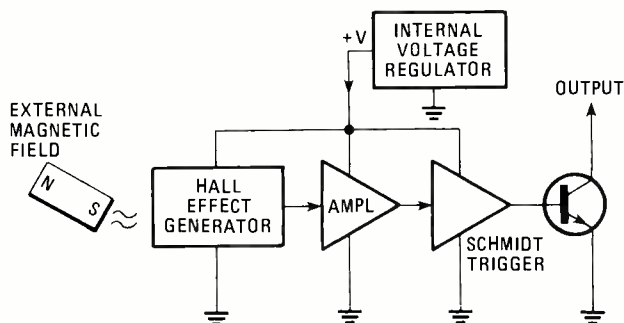 INTERNAL
VOLTAGE
REGULATOR
+V
OUTPUT
EXTERNAL
MAGNETIC
FIELD
N
S
HALL
EFFECT
GENERATOR
AMPL
SCHMIDT
TRIGGER